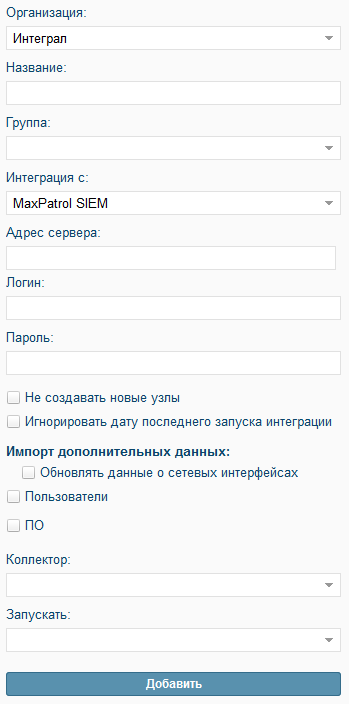 Организация:
Интеграл
Название:
Группа:
Интеграция с:
MaxPatrol SIEM
Адрес сервера:
Логин:
Пароль:
Не создавать новые узлы
Игнорировать дату последнего запуска интеграции
Импорт дополнительных данных:
Обновлять данные о сетевых интерфейсах
Пользователи
ПО
Коллектор:
Запускать:
Добавить